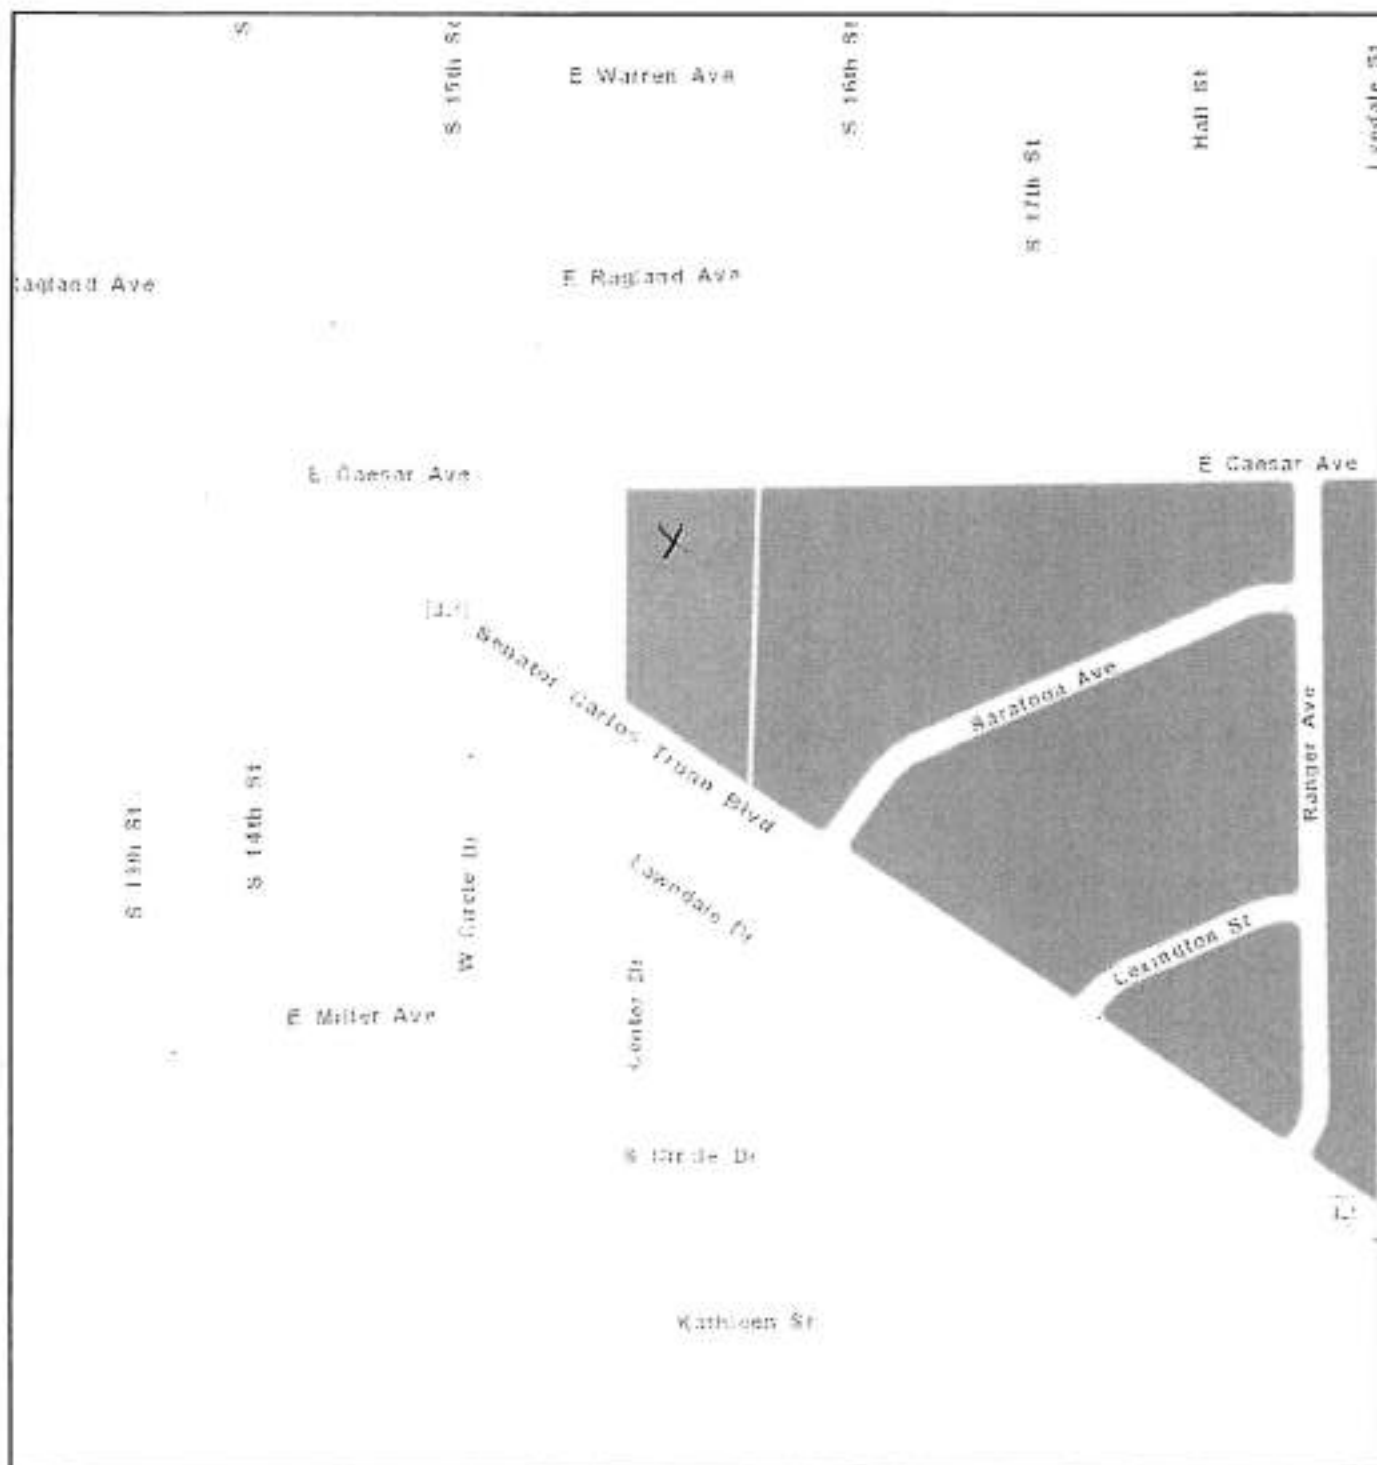 S
S 15th St
E Warren Ave
S 16th St
Hall St
S 17th St
Ragland Ave
E Ragland Ave
E Caesar Ave
E Caesar Ave
Senator Carlos Truan Blvd
Saratoga Ave
Ranger Ave
S 13th St
S 14th St
W Circle Dr
Lawndale Dr
Lexington St
Center Dr
E Miller Ave
S Circle Dr
Kathleen St